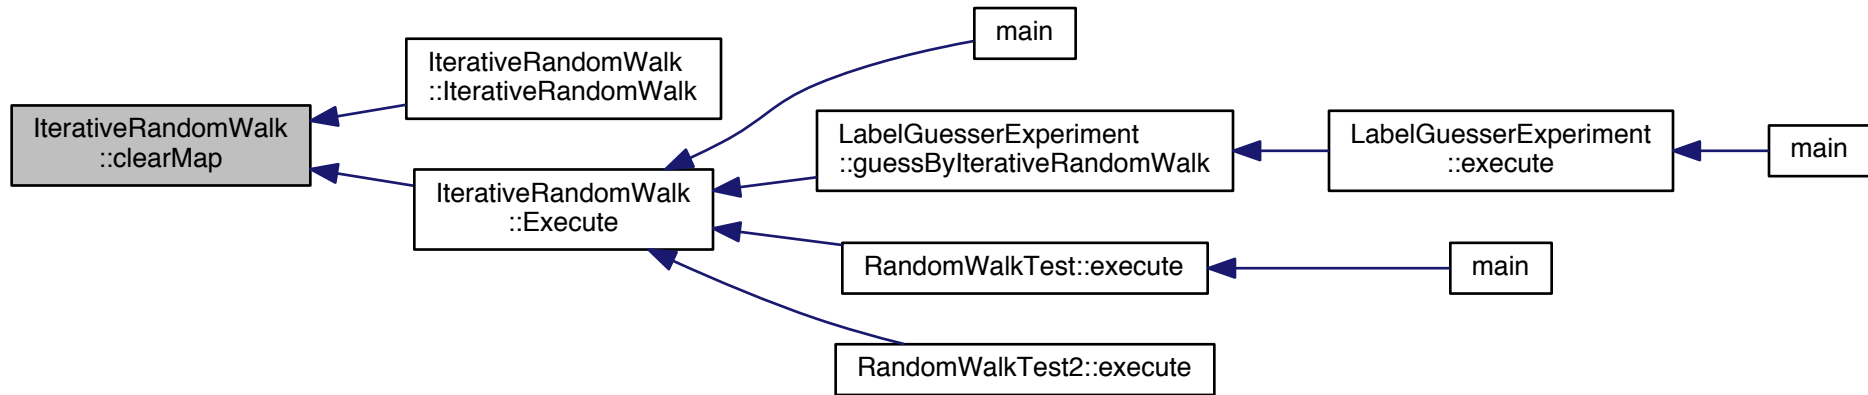 IterativeRandomWalk
::clearMap
IterativeRandomWalk
::IterativeRandomWalk
IterativeRandomWalk
::Execute
main
LabelGuesserExperiment
::guessByIterativeRandomWalk
LabelGuesserExperiment
::execute
main
RandomWalkTest::execute
main
RandomWalkTest2::execute